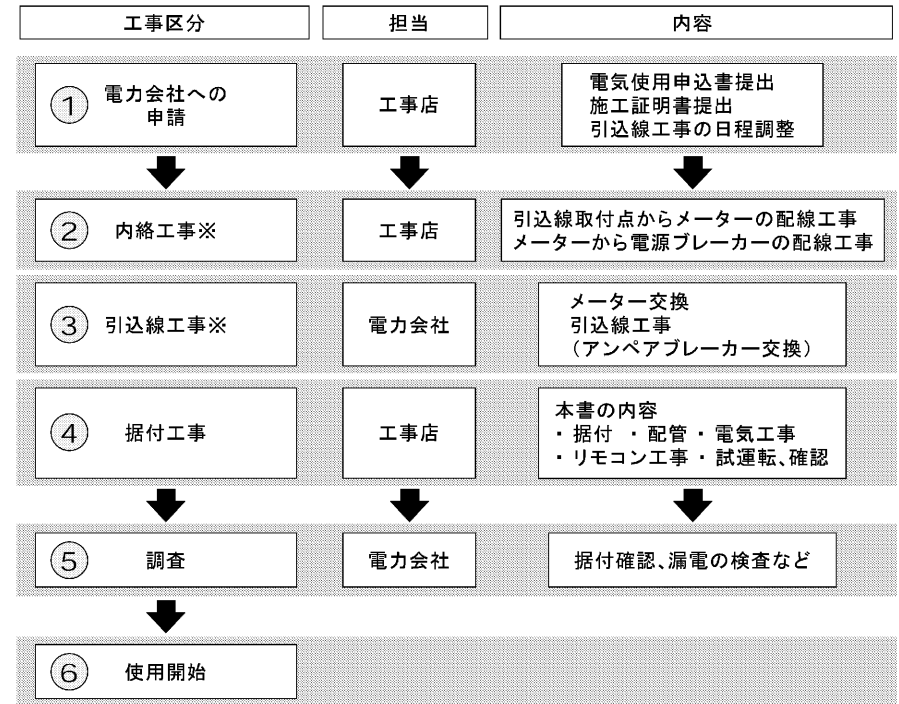 工事区分
担当
内容
① 電力会社への
申請
工事店
電気使用申込書提出
施工証明書提出
引込線工事の日程調整
② 内絡工事※
工事店
引込線取付点からメーターの配線工事
メーターから電源ブレーカーの配線工事
③ 引込線工事※
電力会社
メーター交換
引込線工事
（アンペアブレーカー交換）
④ 据付工事
工事店
本書の内容
・据付 ・配管 ・電気工事
・リモコン工事 ・試運転、確認
⑤ 調査
電力会社
据付確認、漏電の検査など
⑥ 使用開始